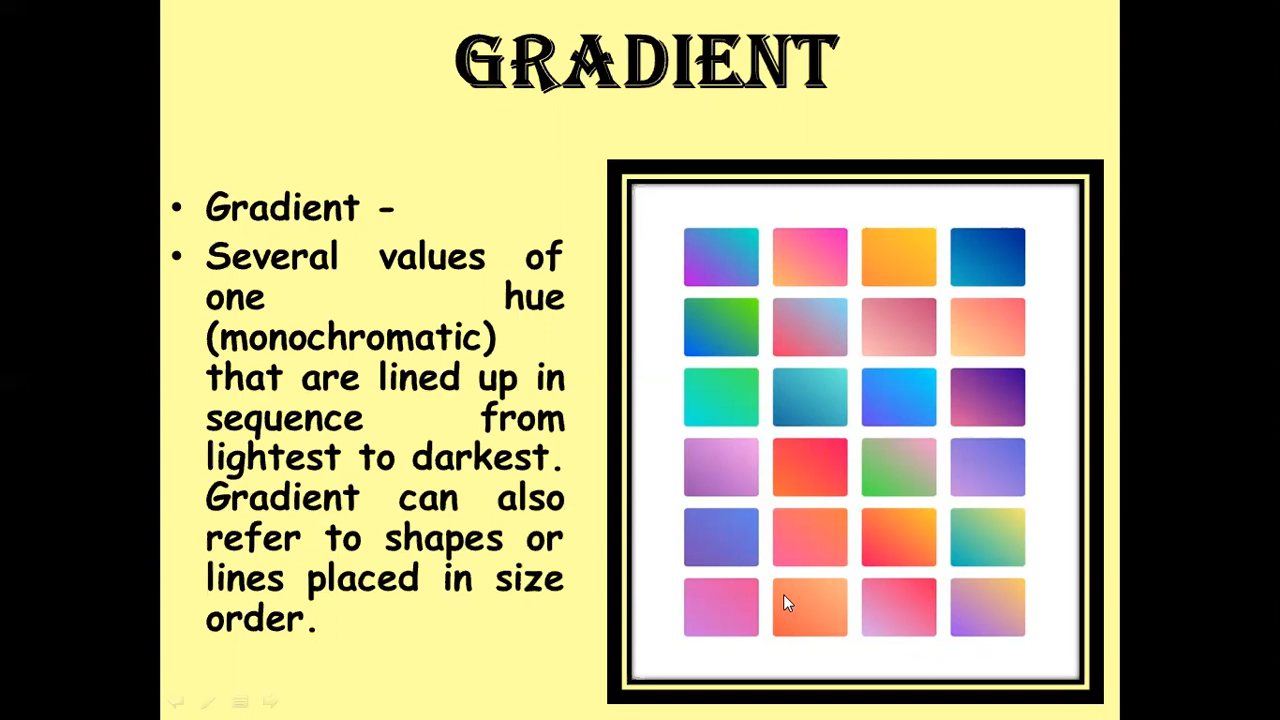 GRADIENT
• Gradient -
• Several values of
one hue
(monochromatic)
that are lined up in
sequence from
lightest to darkest.
Gradient can also
refer to shapes or
lines placed in size
order.